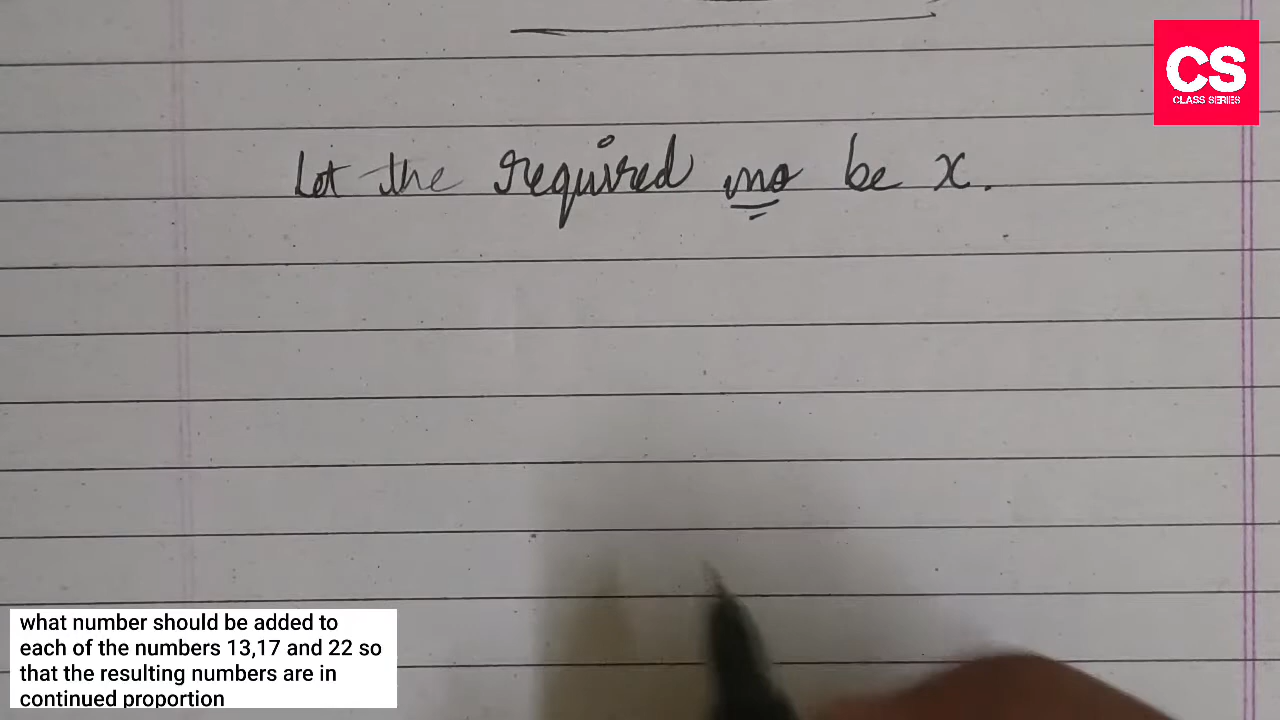 CS
CLASS SERIES
Let the required no be x.
what number should be added to
each of the numbers 13,17 and 22 so
that the resulting numbers are in
continued proportion